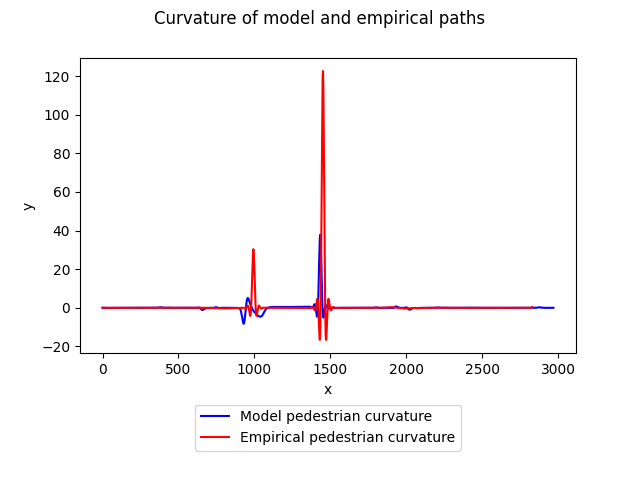 Curvature of model and empirical paths
120
100
80
60
40
20
0
−20
y
0 500 1000 1500 2000 2500 3000
x
Model pedestrian curvature
Empirical pedestrian curvature